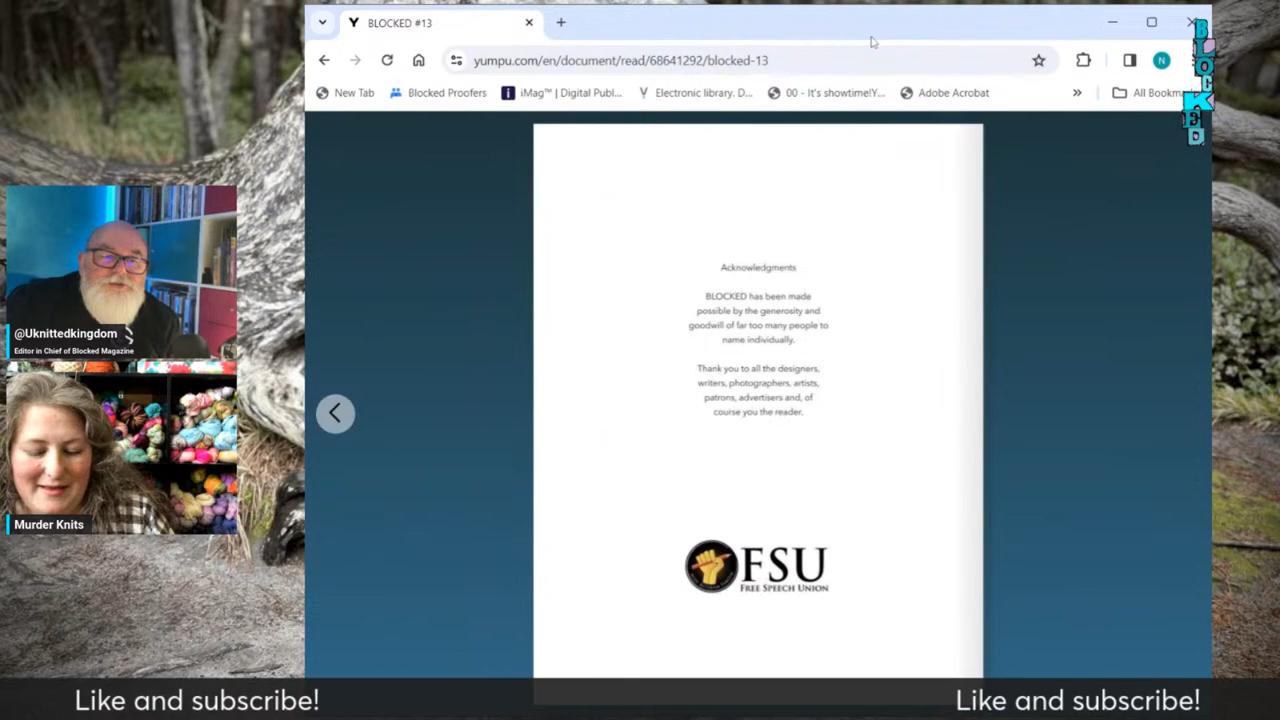 BLOCKED #13
yumpu.com/en/document/read/68641292/blocked-13
N
New Tab
Blocked Proofers
iMag™ | Digital Publ...
Electronic library. D...
00 - It's showtime!Y...
Adobe Acrobat
»
All Bookma
BLOCKED
Acknowledgments
BLOCKED has been made
possible by the generosity and
goodwill of far too many people to
name individually.
Thank you to all the designers,
writers, photographers, artists,
patrons, advertisers and, of
course you the reader.
FSU
FREE SPEECH UNION
@Uknittedkingdom
Editor in Chief of Blocked Magazine
Murder Knits
Like and subscribe!
Like and subscribe!